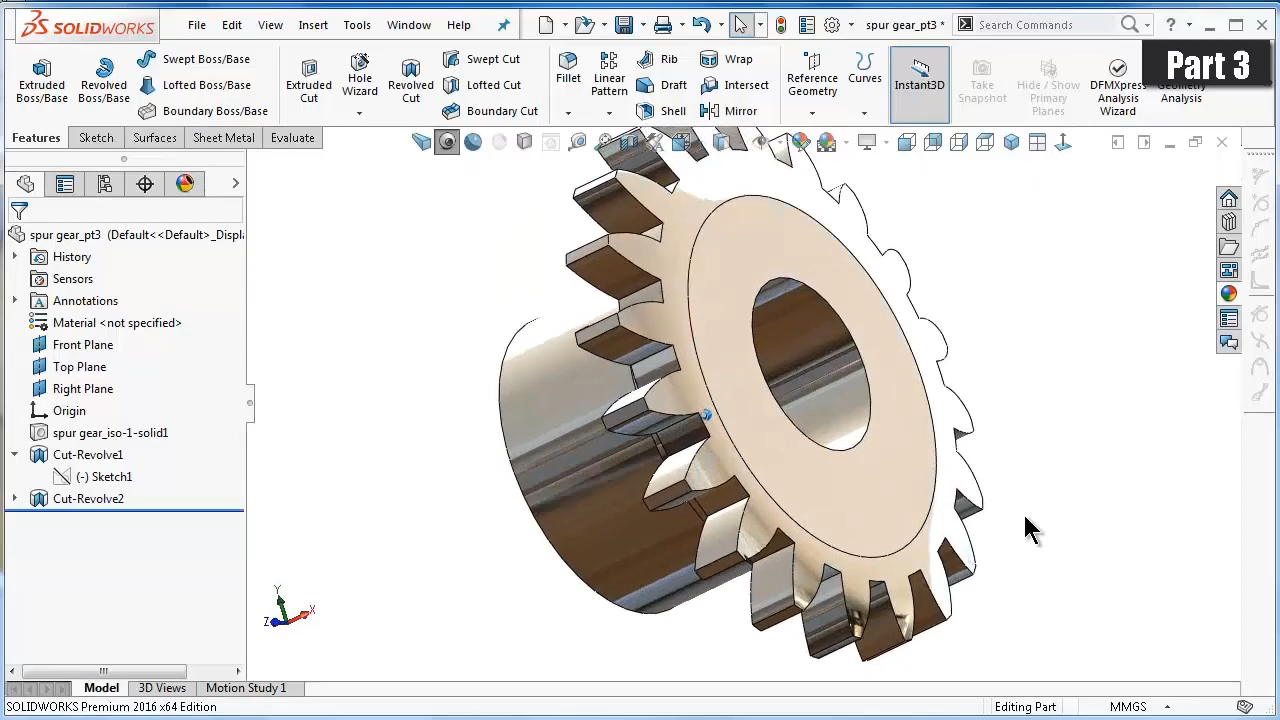 SOLIDWORKS
File Edit View Insert Tools Window Help
spur gear_pt3 *
Search Commands
?
Part 3
Extruded Boss/Base
Revolved Boss/Base
Swept Boss/Base
Lofted Boss/Base
Boundary Boss/Base
Extruded Cut
Hole Wizard
Revolved Cut
Swept Cut
Lofted Cut
Boundary Cut
Fillet
Linear Pattern
Rib
Draft
Shell
Wrap
Intersect
Mirror
Reference Geometry
Curves
Instant3D
Take Snapshot
Hide / Show Primary Planes
DFMXpress Analysis Wizard
Geometry Analysis
Features Sketch Surfaces Sheet Metal Evaluate
spur gear_pt3 (Default<<Default>_Displ
History
Sensors
Annotations
Material <not specified>
Front Plane
Top Plane
Right Plane
Origin
spur gear_iso-1-solid1
Cut-Revolve1
(-) Sketch1
Cut-Revolve2
Y
X
Z
Model 3D Views Motion Study 1
SOLIDWORKS Premium 2016 x64 Edition
Editing Part
MMGS